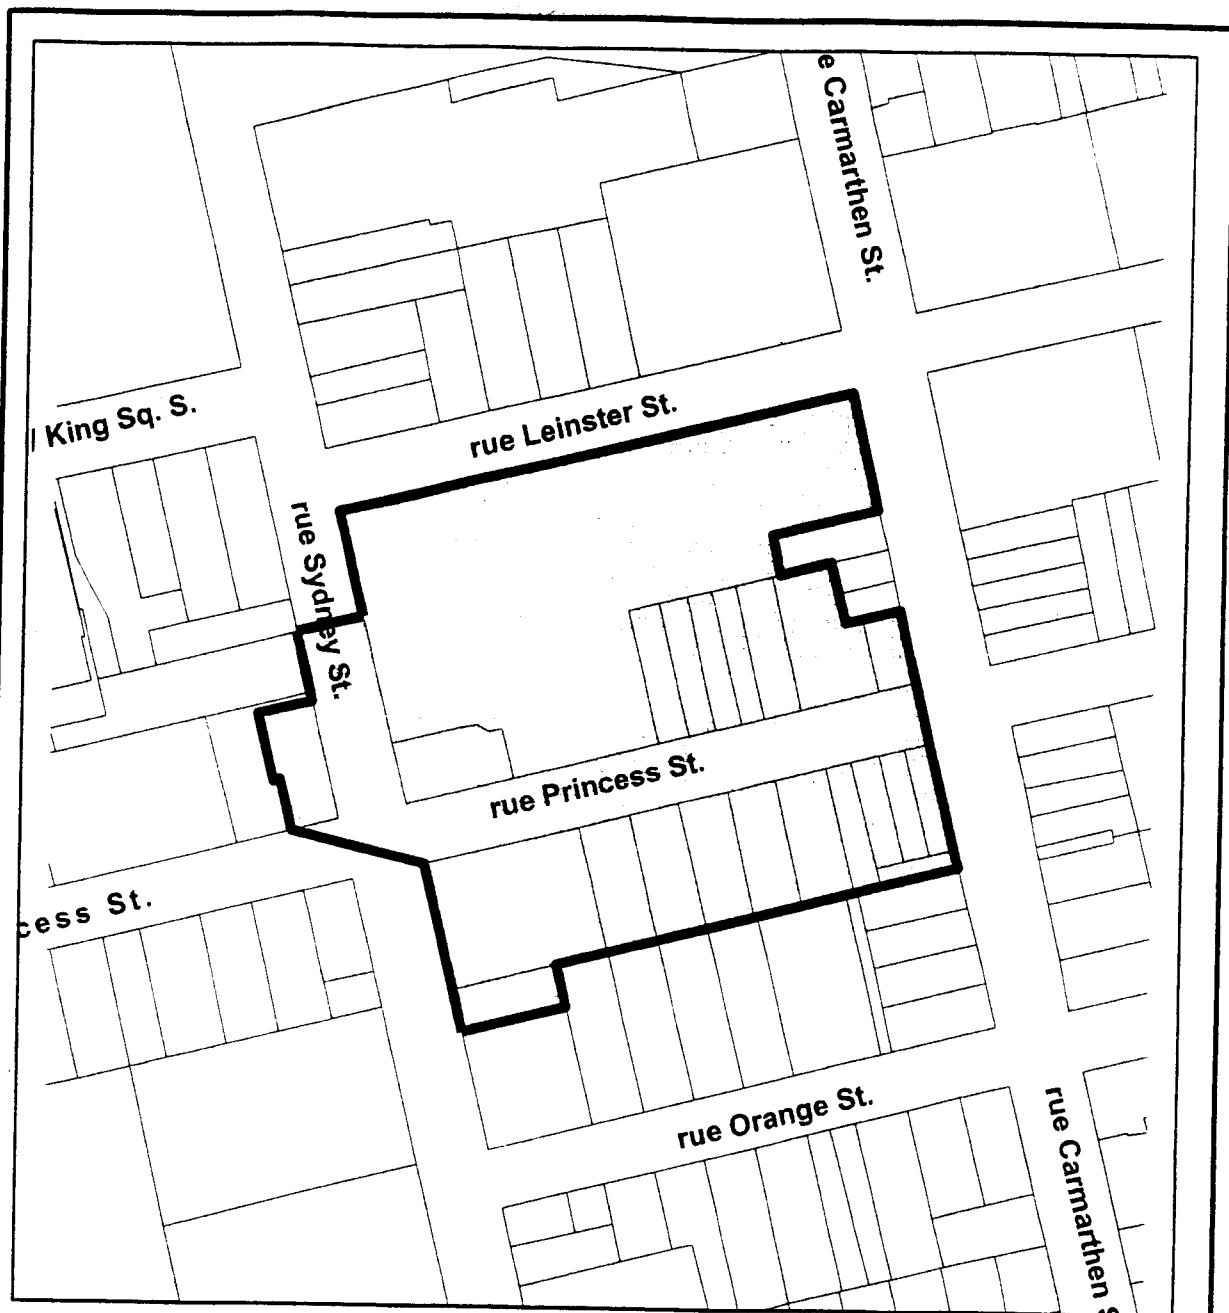 e Carmarthen St.
/ King Sq. S.
rue Leinster St.
rue Sydney St.
rue Princess St.
cess St.
rue Orange St.
rue Carmarthen S